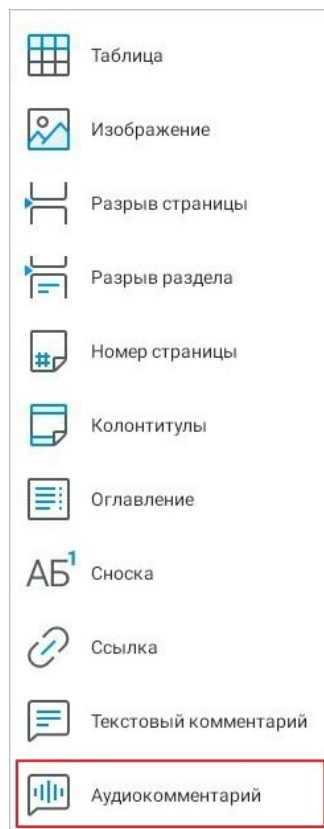 Таблица
Изображение
Разрыв страницы
Разрыв раздела
# Номер страницы
Колонтитулы
Оглавление
АБ¹ Сноска
Ссылка
Текстовый комментарий
Аудиокомментарий